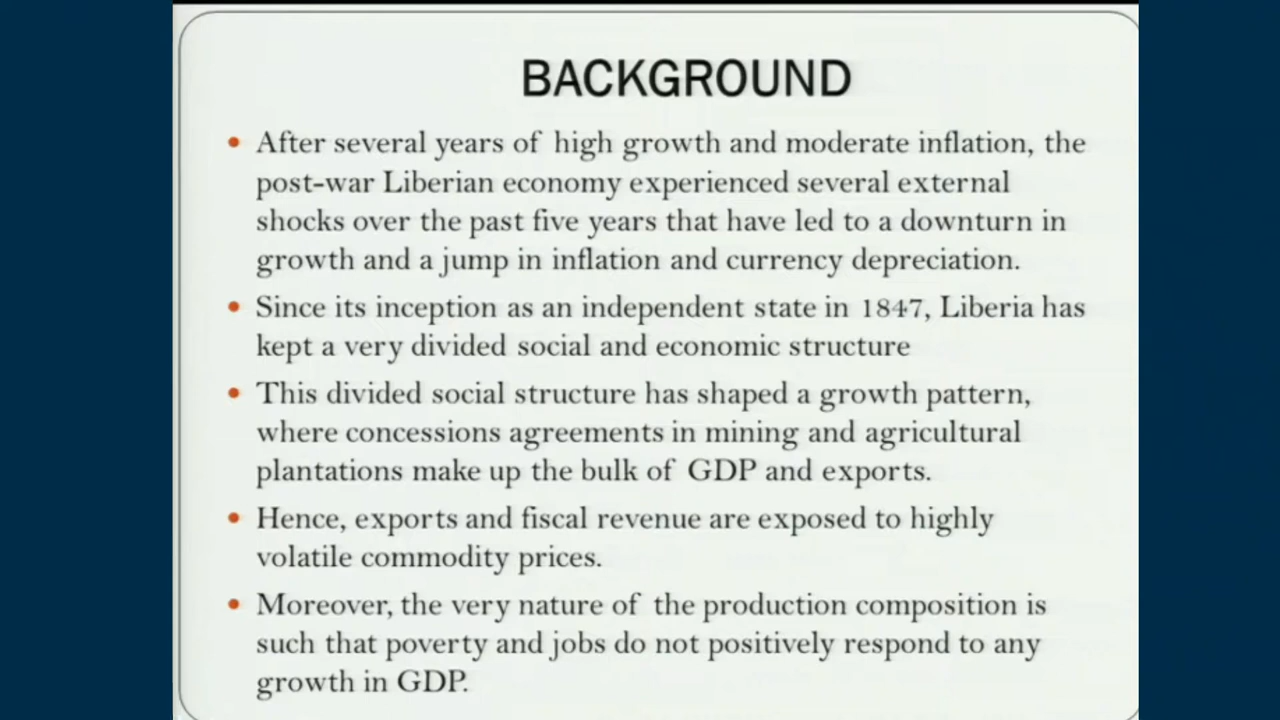 BACKGROUND
• After several years of high growth and moderate inflation, the
post-war Liberian economy experienced several external
shocks over the past five years that have led to a downturn in
growth and a jump in inflation and currency depreciation.
• Since its inception as an independent state in 1847, Liberia has
kept a very divided social and economic structure
• This divided social structure has shaped a growth pattern,
where concessions agreements in mining and agricultural
plantations make up the bulk of GDP and exports.
• Hence, exports and fiscal revenue are exposed to highly
volatile commodity prices.
• Moreover, the very nature of the production composition is
such that poverty and jobs do not positively respond to any
growth in GDP.